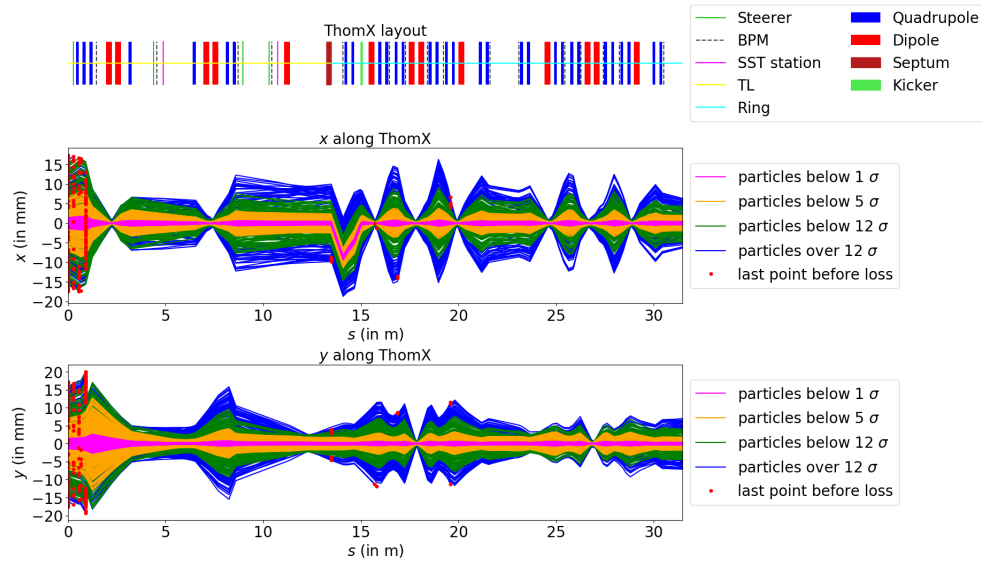 ThomX layout
Steerer
BPM
SST station
TL
Ring
Quadrupole
Dipole
Septum
Kicker
x along ThomX
x (in mm)
15
10
5
0
−5
−10
−15
−20
0 5 10 15 20 25 30
s (in m)
particles below 1 σ
particles below 5 σ
particles below 12 σ
particles over 12 σ
last point before loss
y along ThomX
y (in mm)
20
15
10
5
0
−5
−10
−15
−20
0 5 10 15 20 25 30
s (in m)
particles below 1 σ
particles below 5 σ
particles below 12 σ
particles over 12 σ
last point before loss